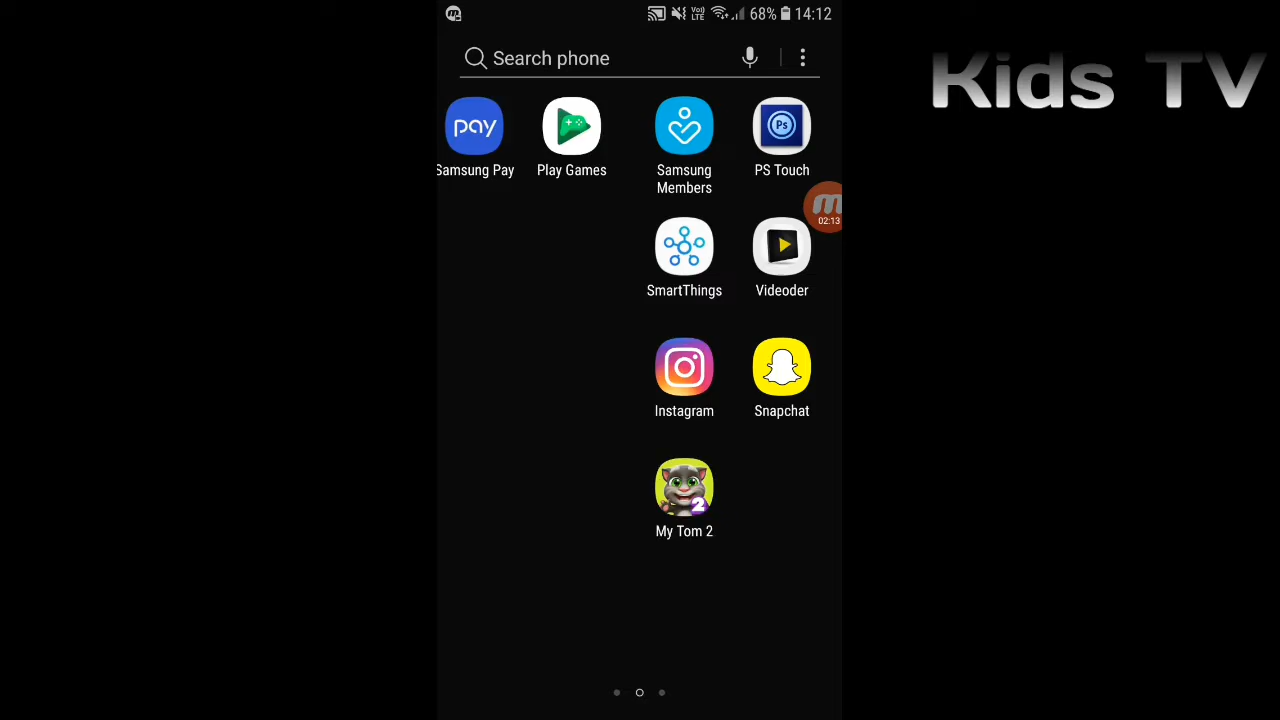 68% 14:12
Kids TV
Search phone
pay
Ps
Samsung Pay
Play Games
Samsung Members
PS Touch
02:13
SmartThings
Videoder
Instagram
Snapchat
2
My Tom 2